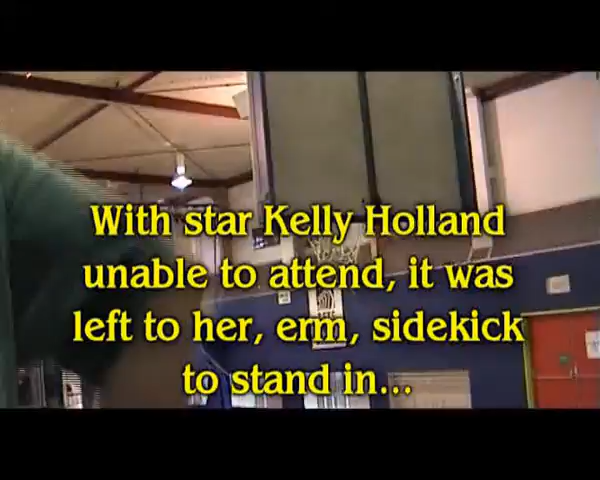 With star Kelly Holland
unable to attend, it was
left to her, erm, sidekick
to stand in...